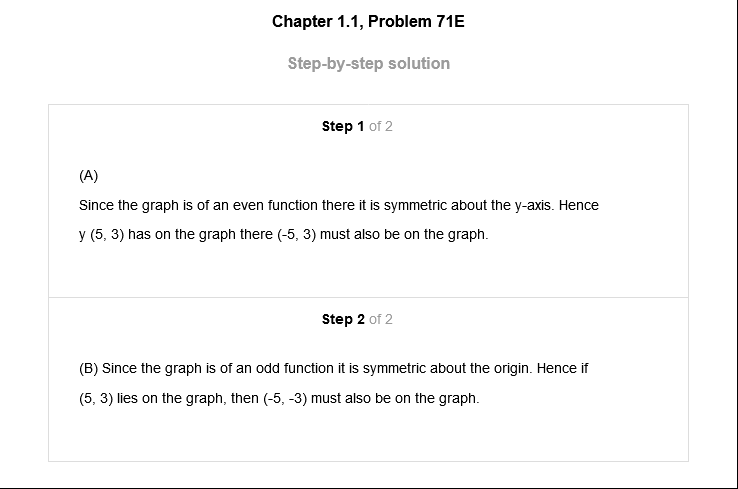 Chapter 1.1, Problem 71E
Step-by-step solution
Step 1 of 2
(A)
Since the graph is of an even function there it is symmetric about the y-axis. Hence
y (5, 3) has on the graph there (-5, 3) must also be on the graph.
Step 2 of 2
(B) Since the graph is of an odd function it is symmetric about the origin. Hence if
(5, 3) lies on the graph, then (-5, -3) must also be on the graph.